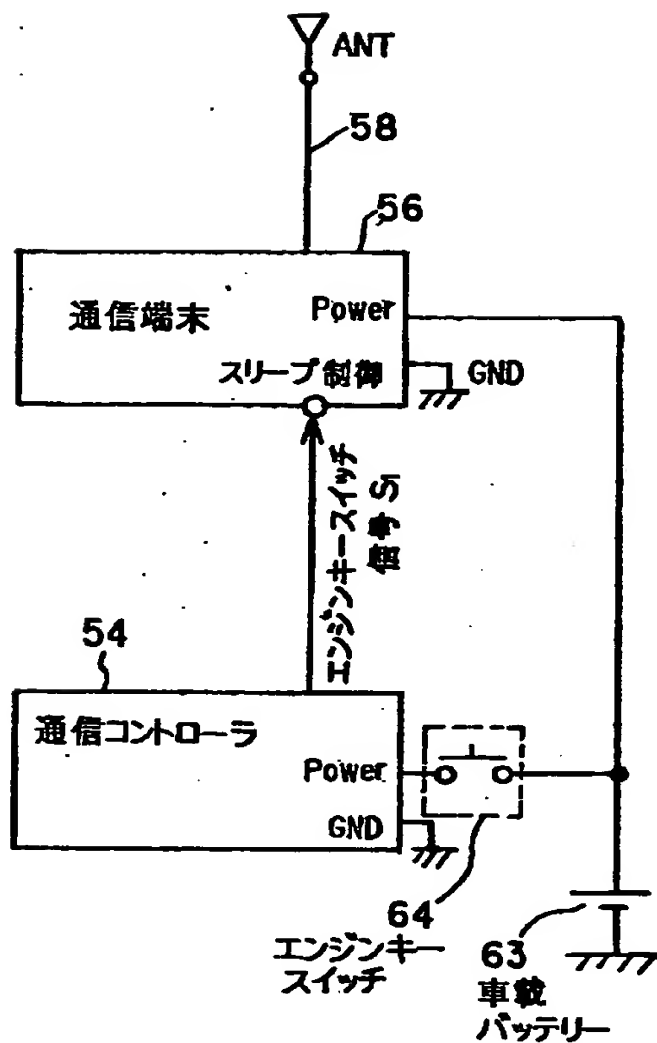 ANT
58
56
通信端末
Power
スリープ制御
GND
エンジンキースイッチ
信号 S1
54
通信コントローラ
Power
GND
64
エンジンキー
スイッチ
63
車載
バッテリー